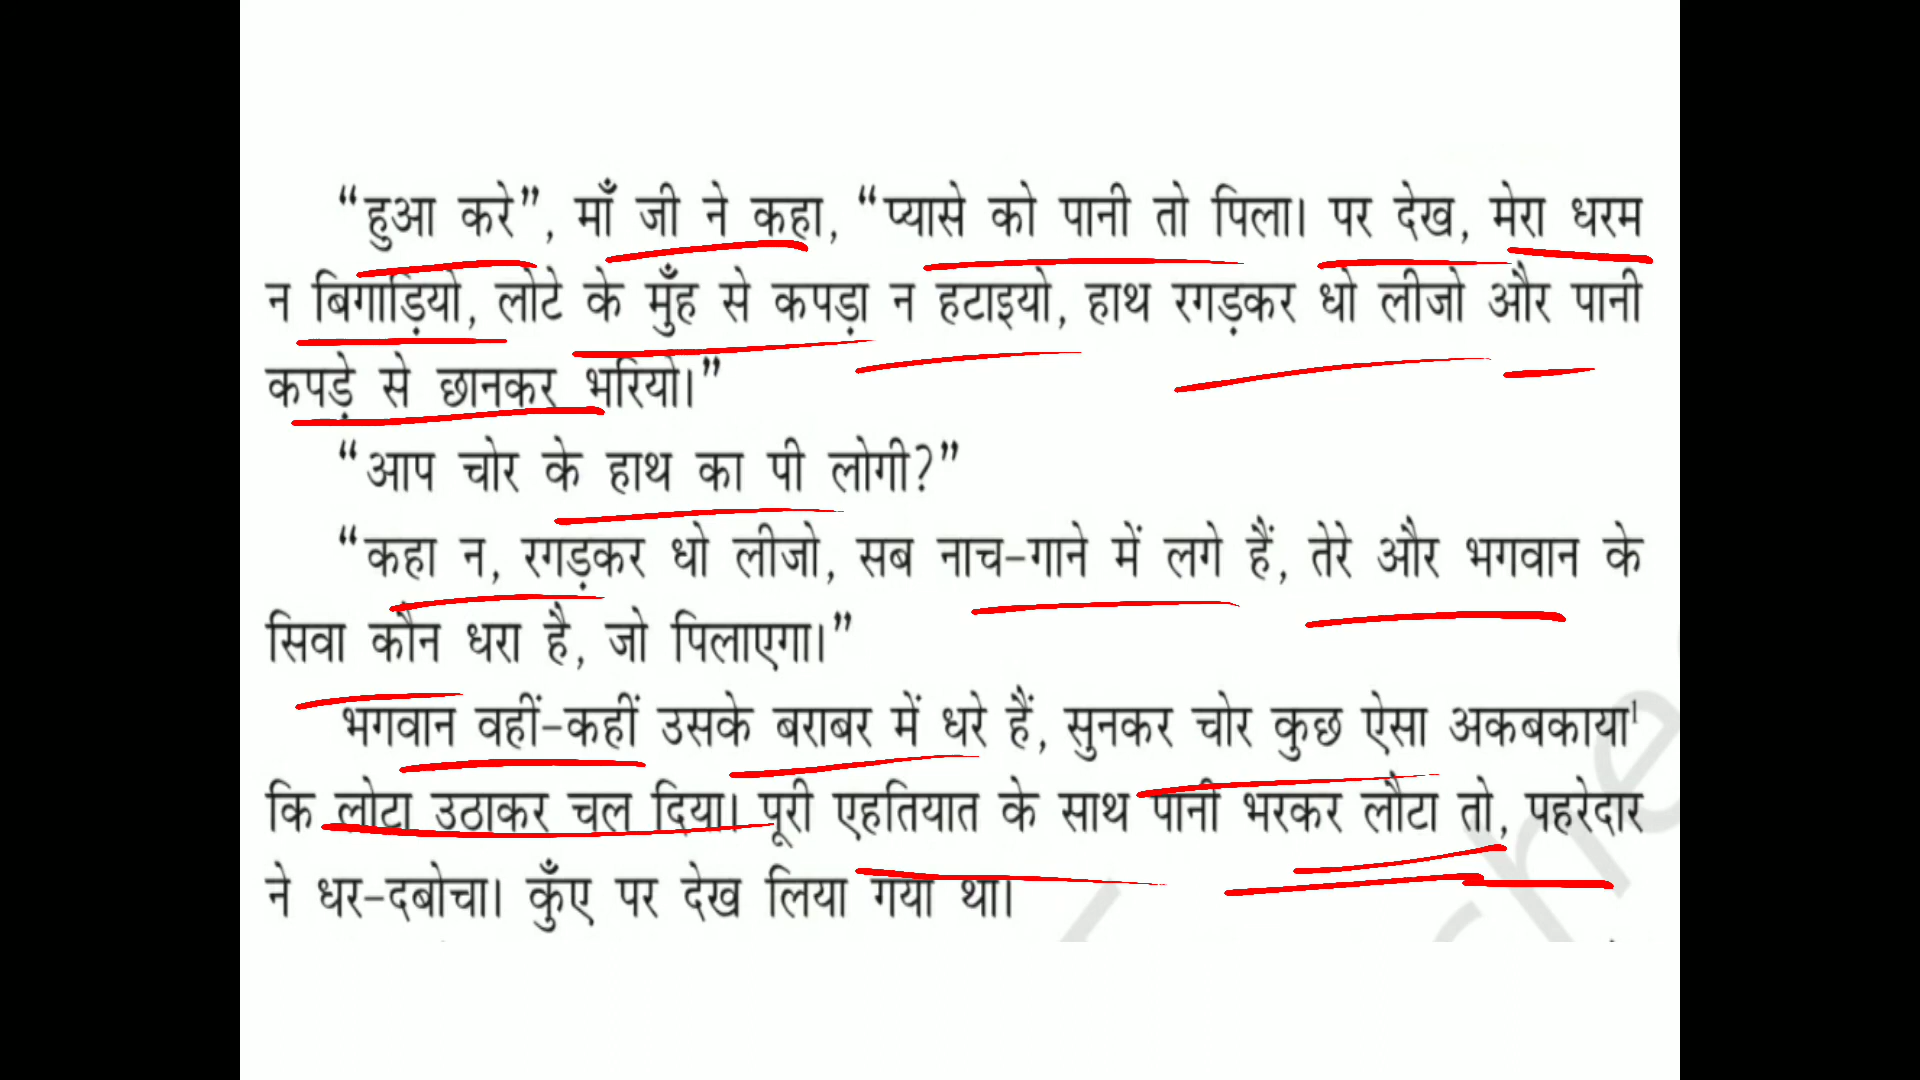 “हुआ करे”, माँ जी ने कहा, “प्यासे को पानी तो पिला। पर देख, मेरा धरम
न बिगाड़ियो, लोटे के मुँह से कपड़ा न हटाइयो, हाथ रगड़कर धो लीजो और पानी
कपड़े से छानकर भरियो।”
“आप चोर के हाथ का पी लोगी?”
“कहा न, रगड़कर धो लीजो, सब नाच-गाने में लगे हैं, तेरे और भगवान के
सिवा कौन धरा है, जो पिलाएगा।”
भगवान वहीं-कहीं उसके बराबर में धरे हैं, सुनकर चोर कुछ ऐसा अकबकाया¹
कि लोटा उठाकर चल दिया। पूरी एहतियात के साथ पानी भरकर लौटा तो, पहरेदार
ने धर-दबोचा। कुँए पर देख लिया गया था।